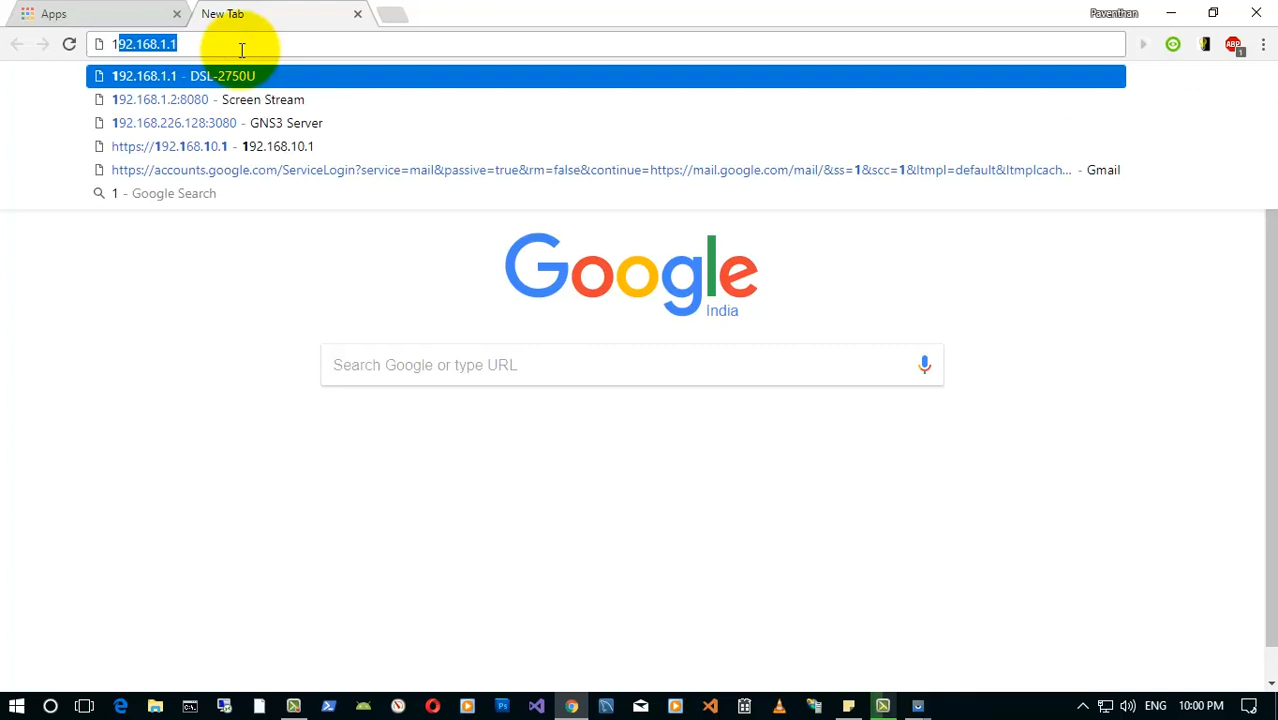 Apps
New Tab
Paventhan
192.168.1.1
192.168.1.1 - DSL-2750U
192.168.1.2:8080 - Screen Stream
192.168.226.128:3080 - GNS3 Server
https://192.168.10.1 - 192.168.10.1
https://accounts.google.com/ServiceLogin?service=mail&passive=true&rm=false&continue=https://mail.google.com/mail/&ss=1&scc=1&ltmpl=default&ltmplcach... - Gmail
1 - Google Search
ABP
1
Google
India
Search Google or type URL
Ps
ENG
10:00 PM